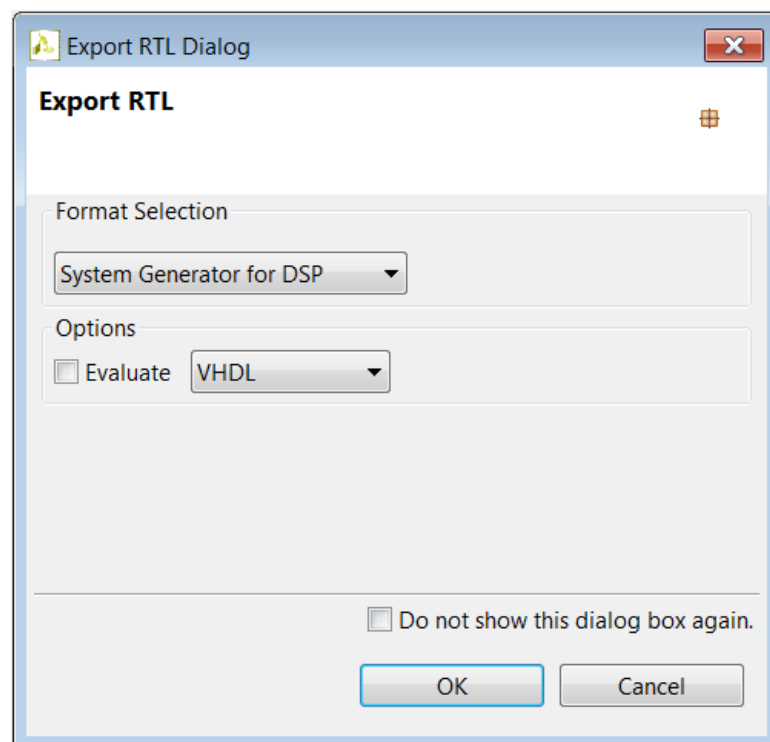 Export RTL Dialog
Export RTL
Format Selection
System Generator for DSP
Options
Evaluate VHDL
Do not show this dialog box again.
OK Cancel